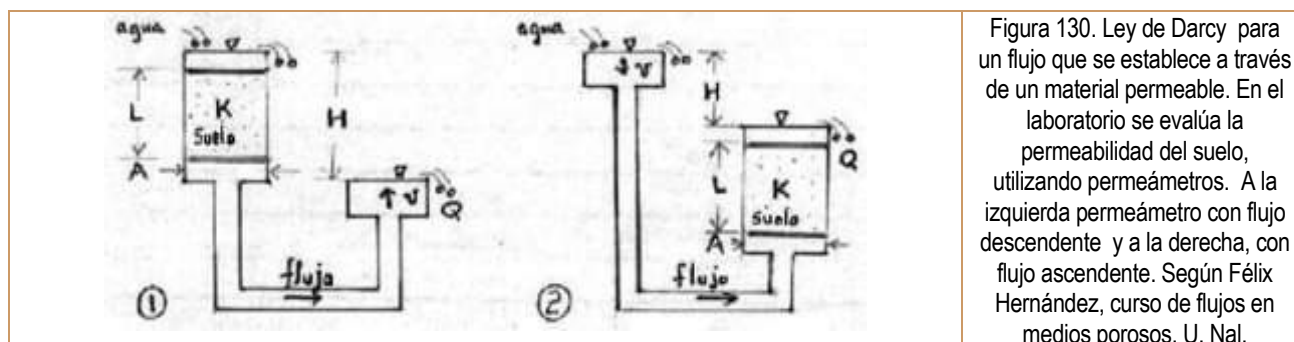 agua
H
L
K
Suelo
A
v
Q
flujo
1
agua
v
H
Q
L
K
Suelo
A
flujo
2
Figura 130. Ley de Darcy para
un flujo que se establece a través
de un material permeable. En el
laboratorio se evalúa la
permeabilidad del suelo,
utilizando permeámetros. A la
izquierda permeámetro con flujo
descendente y a la derecha, con
flujo ascendente. Según Félix
Hernández, curso de flujos en
medios porosos. U. Nal.